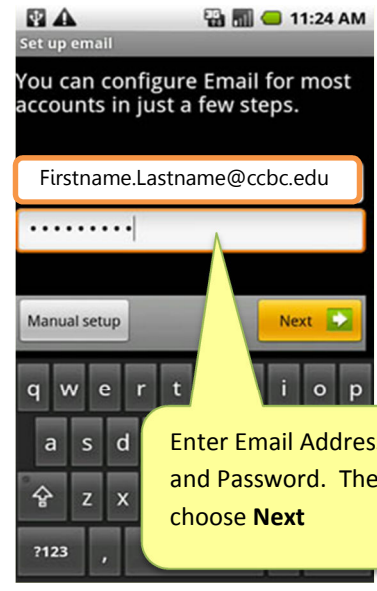 11:24 AM
Set up email
You can configure Email for most
accounts in just a few steps.
Firstname.Lastname@ccbc.edu
•••••••••
Manual setup
Next
q w e r t i o p
a s d
z x
?123 ,
Enter Email Addres
and Password. The
choose Next